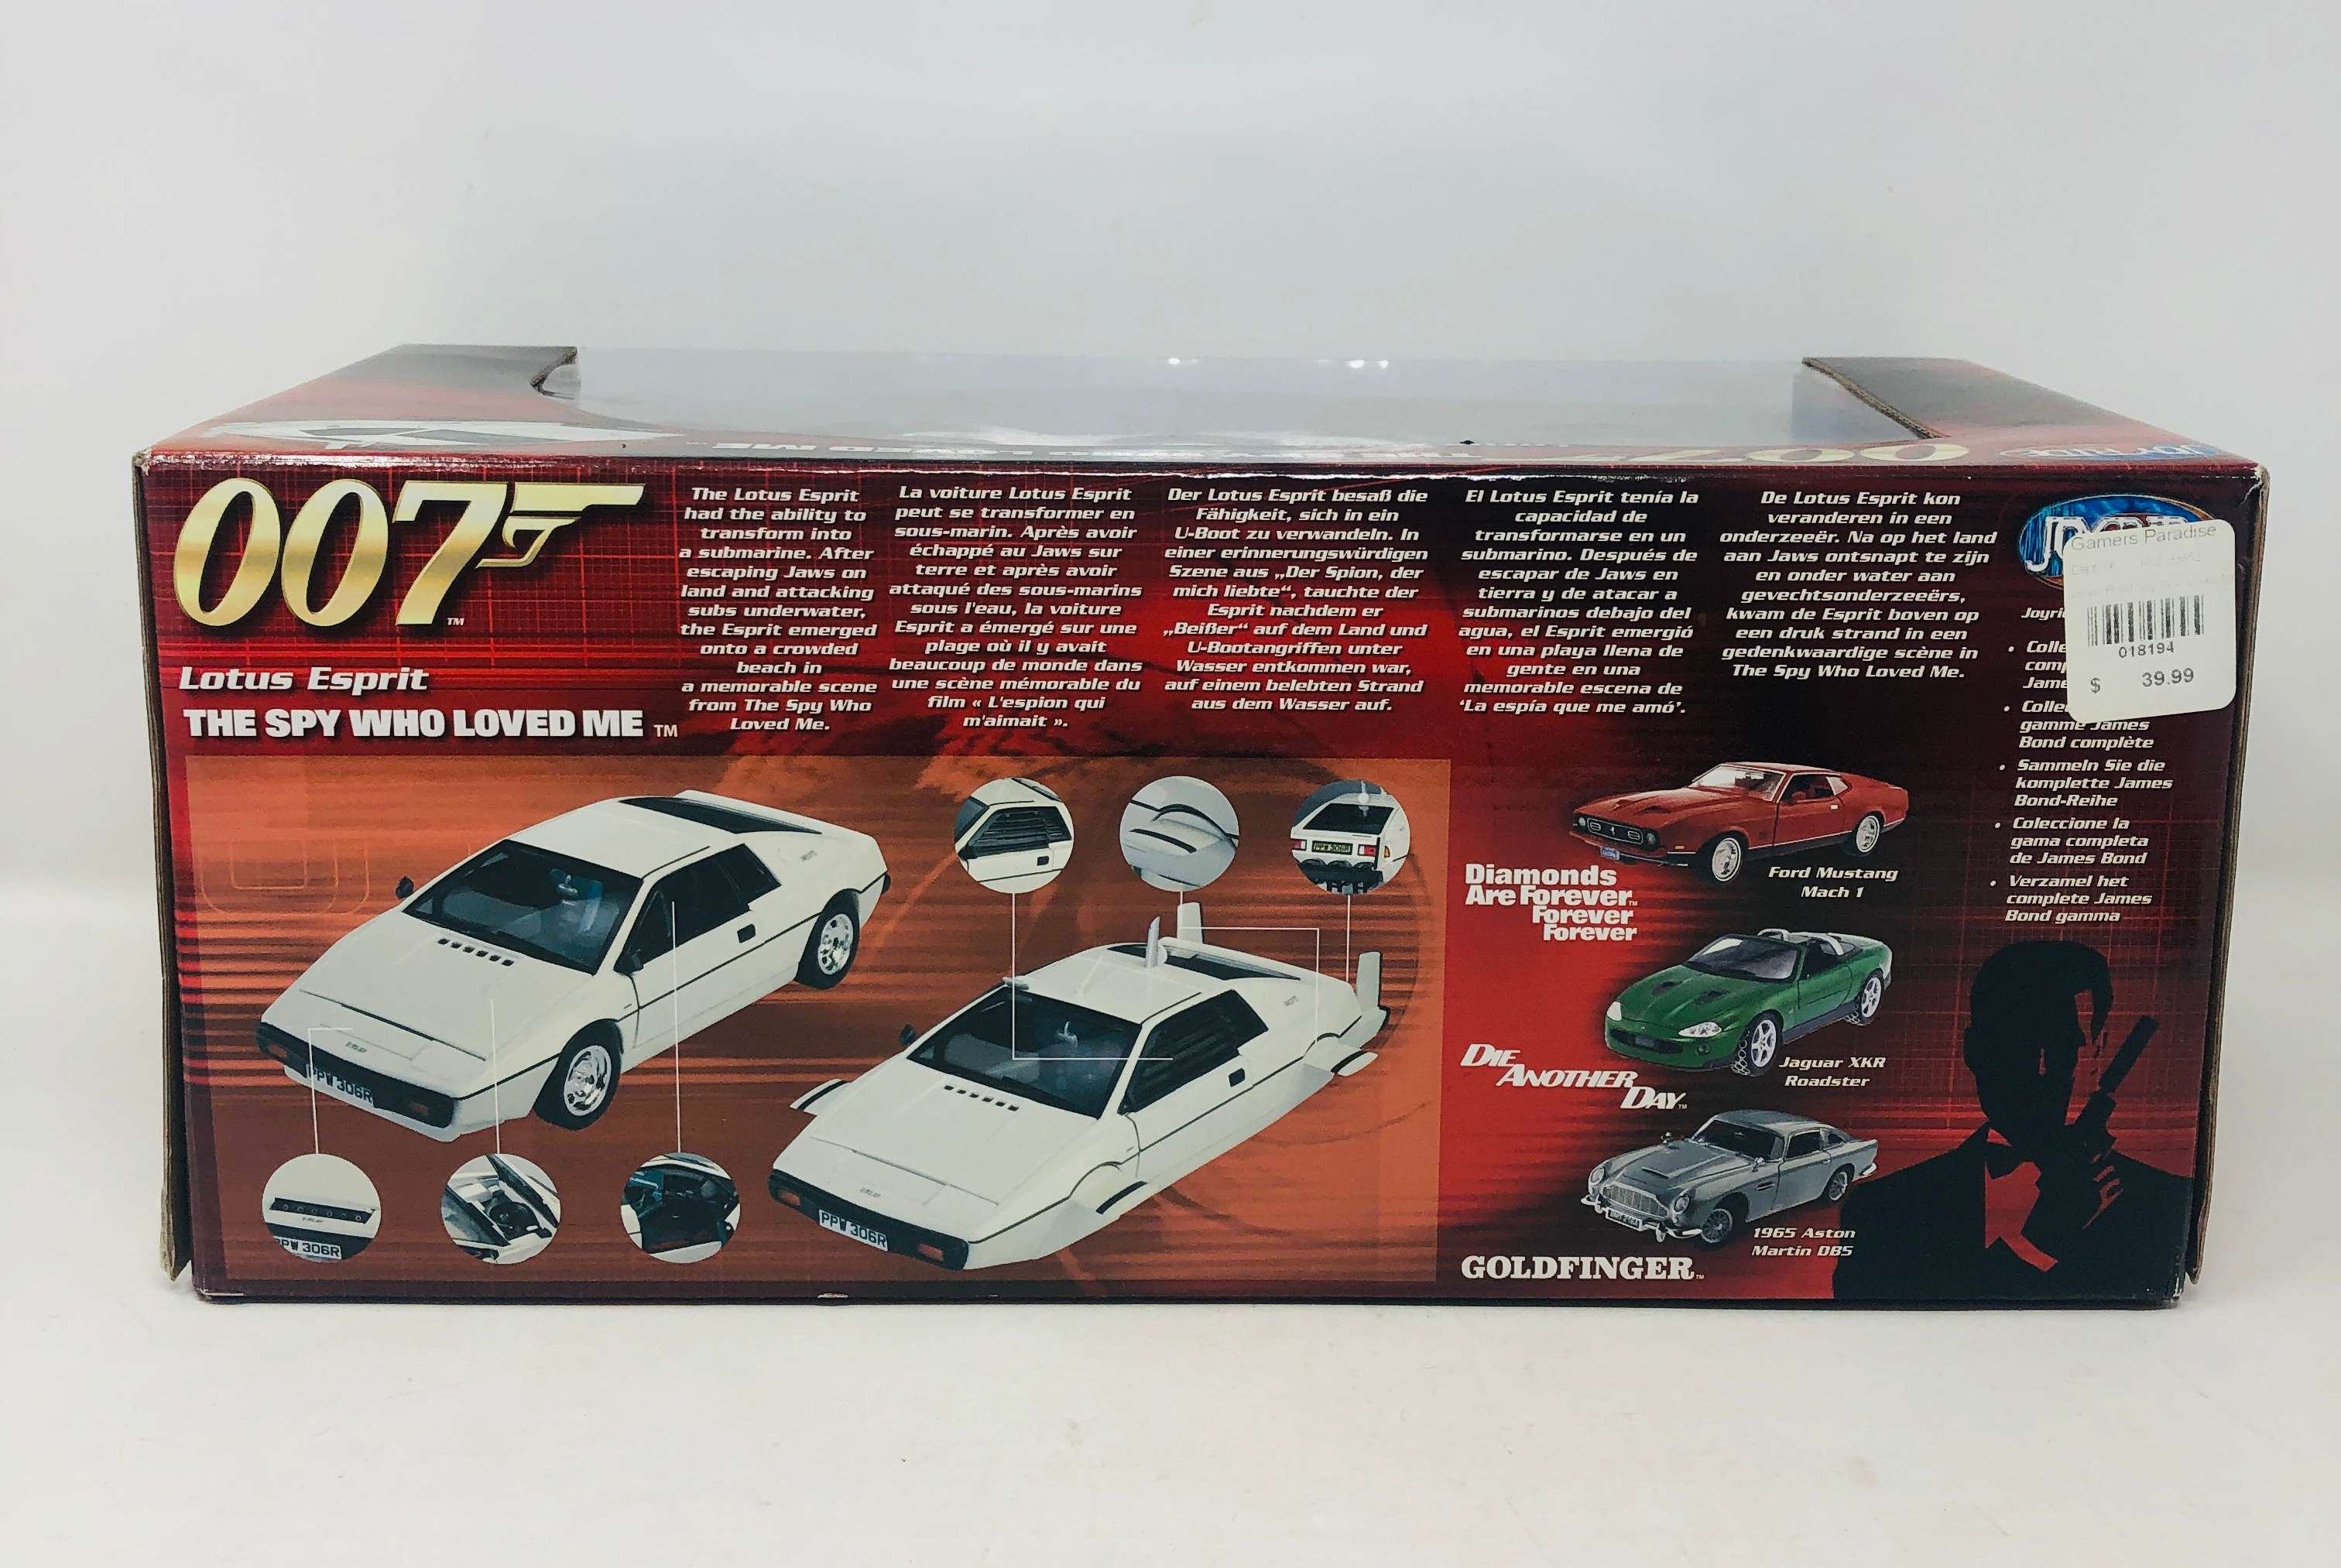 007
TM
Lotus Esprit
THE SPY WHO LOVED ME TM
The Lotus Esprit
had the ability to
transform into
a submarine. After
escaping Jaws on
land and attacking
subs underwater,
the Esprit emerged
onto a crowded
beach in
a memorable scene
from The Spy Who
Loved Me.
La voiture Lotus Esprit
peut se transformer en
sous-marin. Après avoir
échappé au Jaws sur
terre et après avoir
attaqué des sous-marins
sous l'eau, la voiture
Esprit a émergé sur une
plage où il y avait
beaucoup de monde dans
une scène mémorable du
film « L'espion qui
m'aimait ».
Der Lotus Esprit besaß die
Fähigkeit, sich in ein
U-Boot zu verwandeln. In
einer erinnerungswürdigen
Szene aus „Der Spion, der
mich liebte“, tauchte der
Esprit nachdem er
„Beißer“ auf dem Land und
U-Bootangriffen unter
Wasser entkommen war,
auf einem belebten Strand
aus dem Wasser auf.
El Lotus Esprit tenía la
capacidad de
transformarse en un
submarino. Después de
escapar de Jaws en
tierra y de atacar a
submarinos debajo del
agua, el Esprit emergió
en una playa llena de
gente en una
memorable escena de
‘La espía que me amó’.
De Lotus Esprit kon
veranderen in een
onderzeeër. Na op het land
aan Jaws ontsnapt te zijn
en onder water aan
gevechtsonderzeeërs,
kwam de Esprit boven op
een druk strand in een
gedenkwaardige scène in
The Spy Who Loved Me.
Gamers Paradise
018194
$ 39.99
gamme James
Bond complète
• Sammeln Sie die
komplette James
Bond-Reihe
• Coleccione la
gama completa
de James Bond
• Verzamel het
complete James
Bond gamma
Diamonds
Are Forever TM
Forever
Forever
Ford Mustang
Mach 1
DIE
ANOTHER
DAY TM
Jaguar XKR
Roadster
GOLDFINGER TM
1965 Aston
Martin DB5
PPW 306R
PPW 306R
PPW 306R
PPW 306R